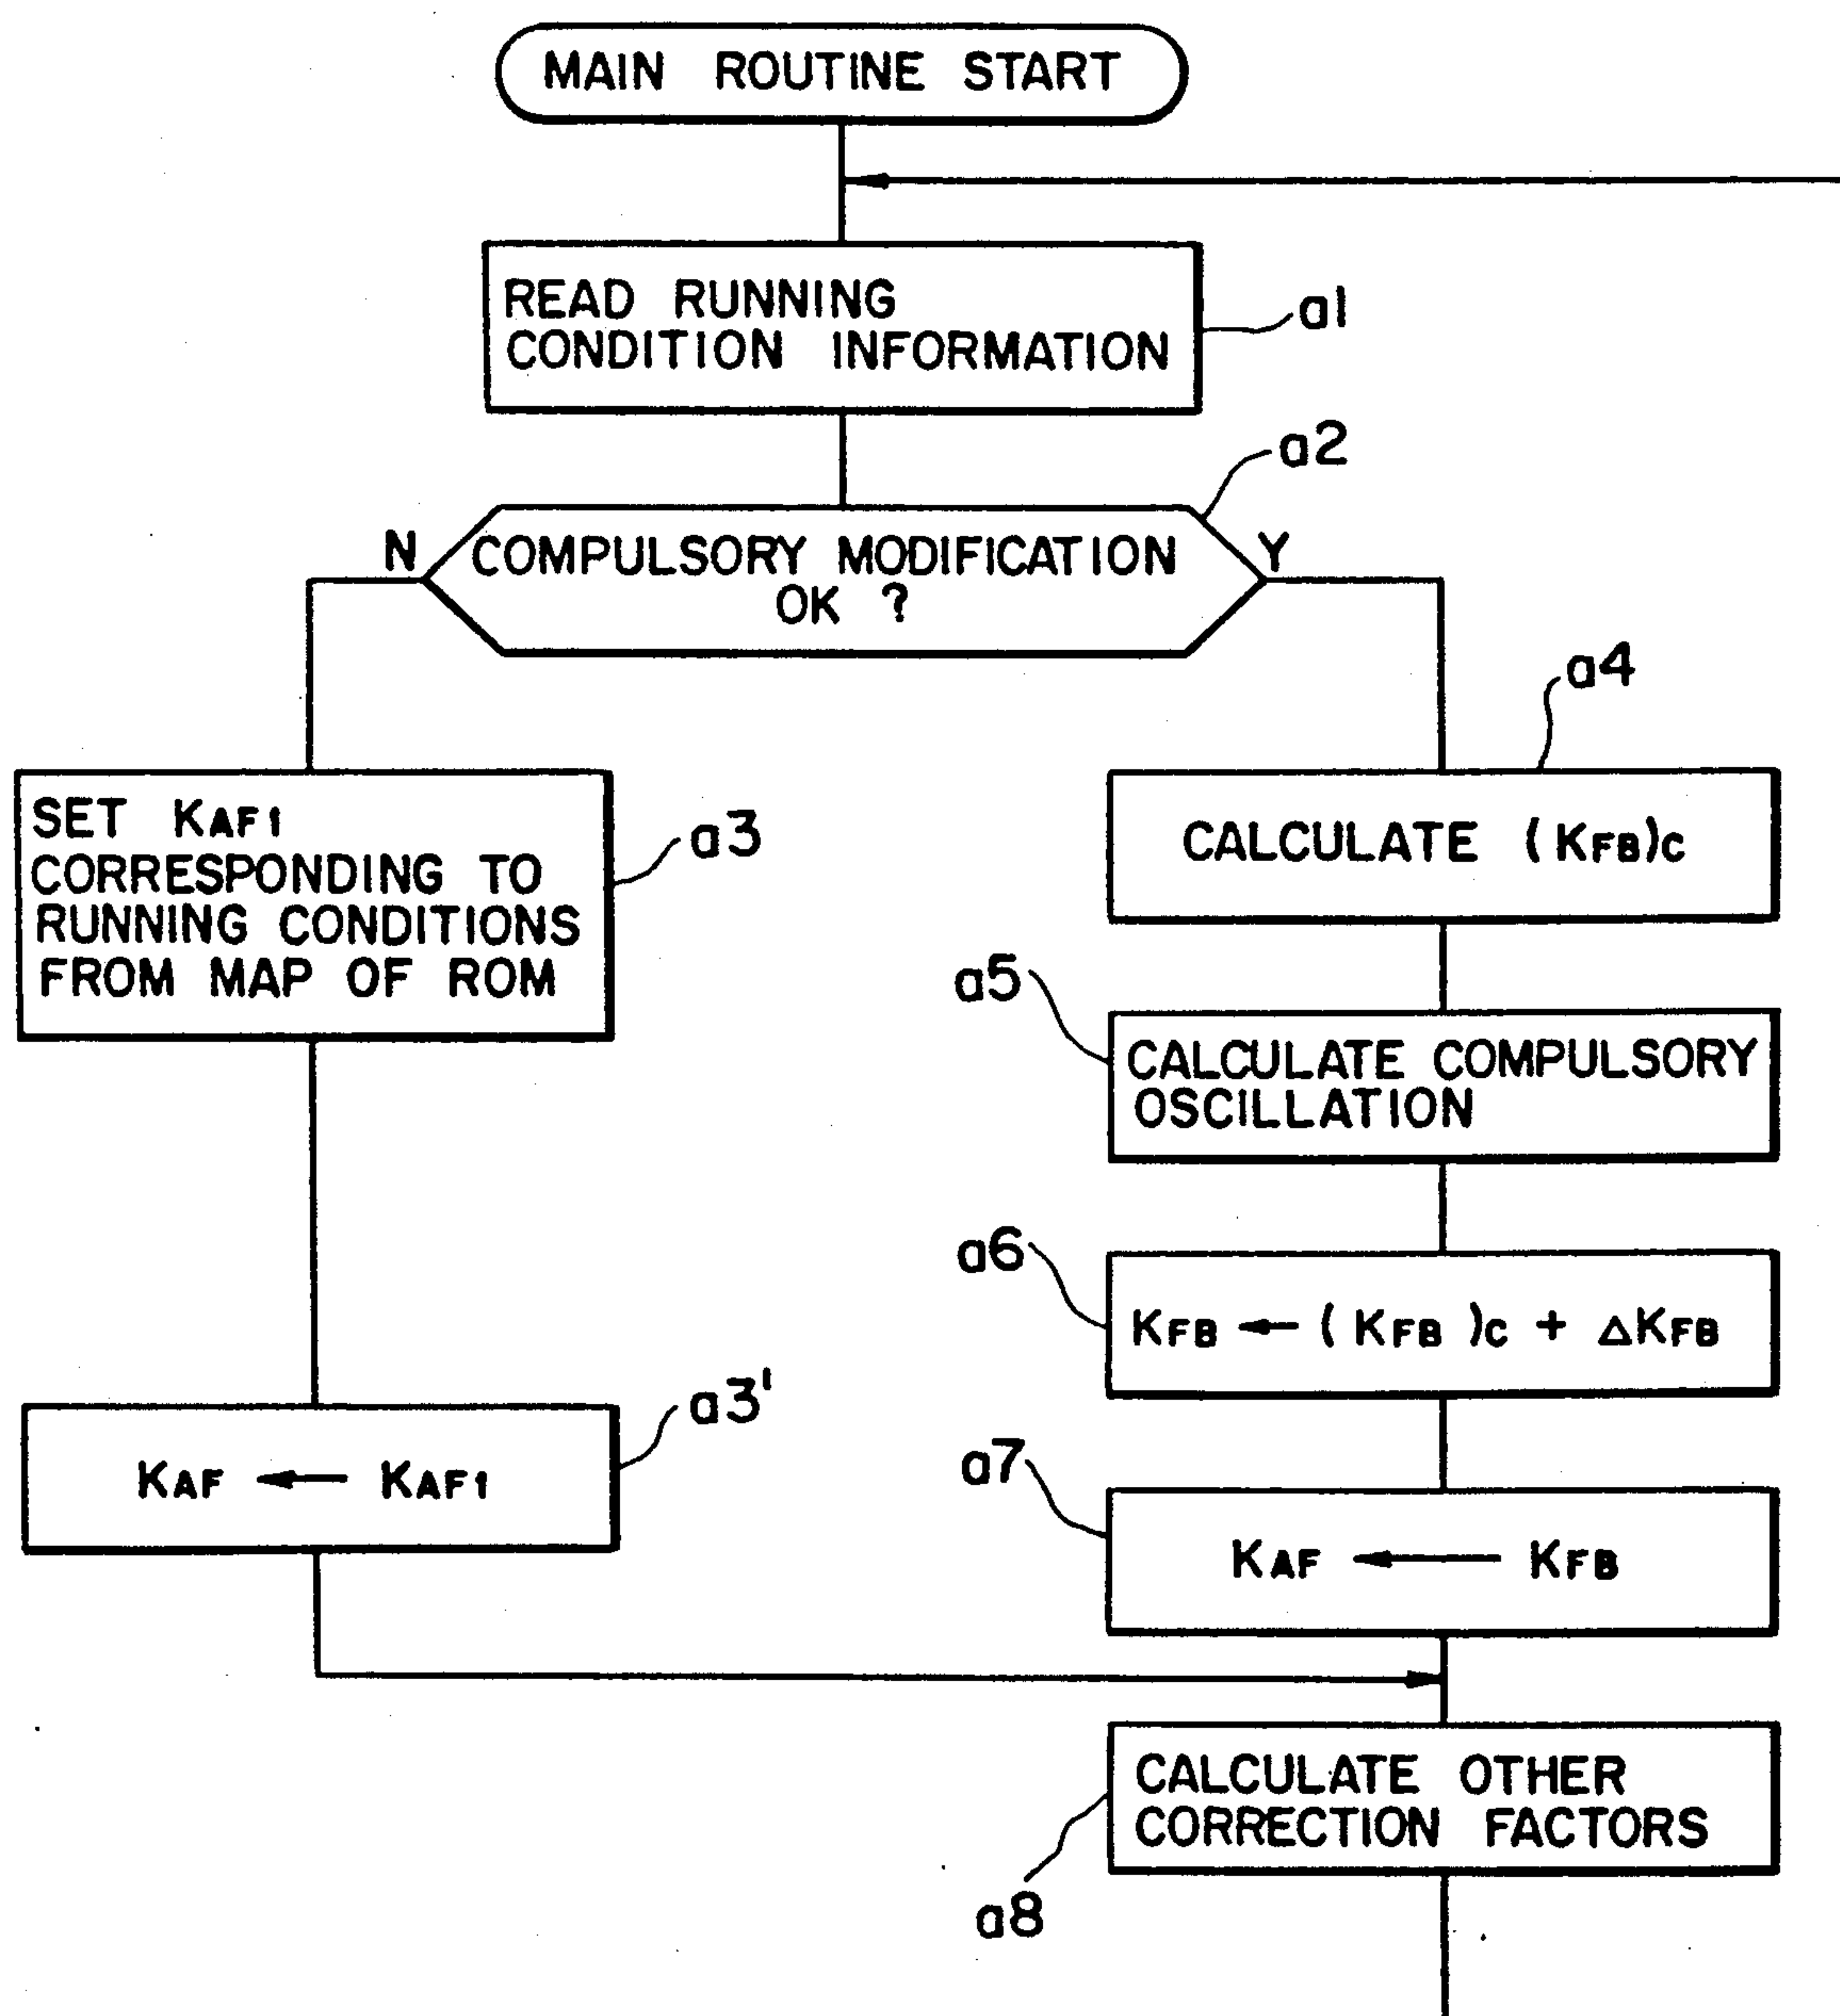 MAIN ROUTINE START
READ RUNNING
CONDITION INFORMATION
a1
a2
N
COMPULSORY MODIFICATION
OK ?
Y
a4
SET KAF1
CORRESPONDING TO
RUNNING CONDITIONS
FROM MAP OF ROM
a3
CALCULATE (KFB)C
a5
CALCULATE COMPULSORY
OSCILLATION
a6
KFB ← (KFB)C + ΔKFB
a3'
KAF ← KAF1
a7
KAF ← KFB
CALCULATE OTHER
CORRECTION FACTORS
a8